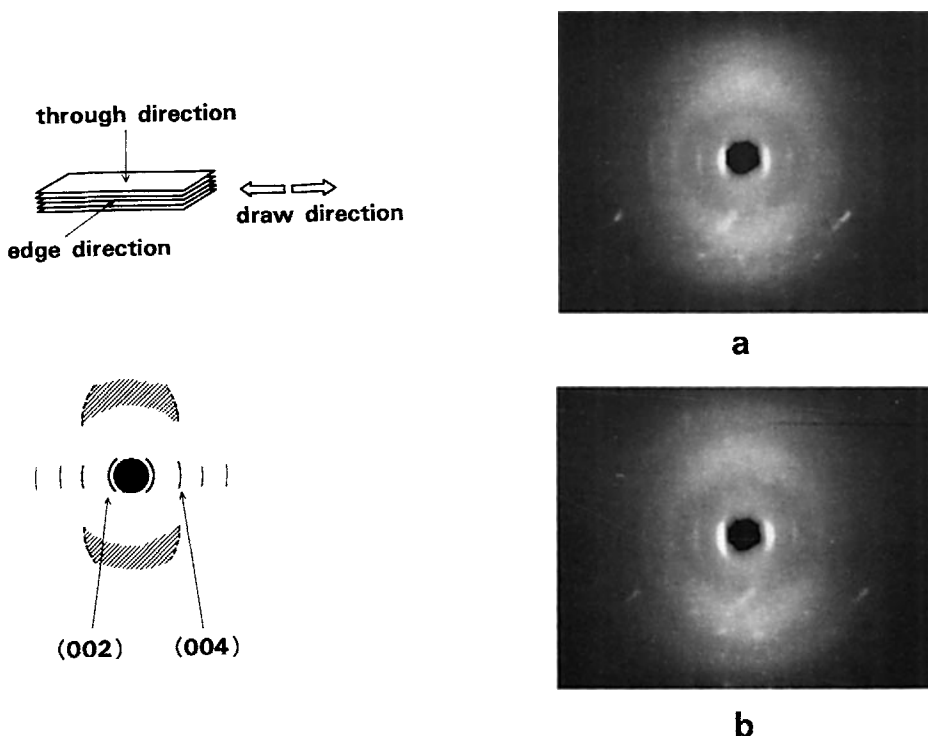 through direction
draw direction
edge direction
(002)
(004)
a
b